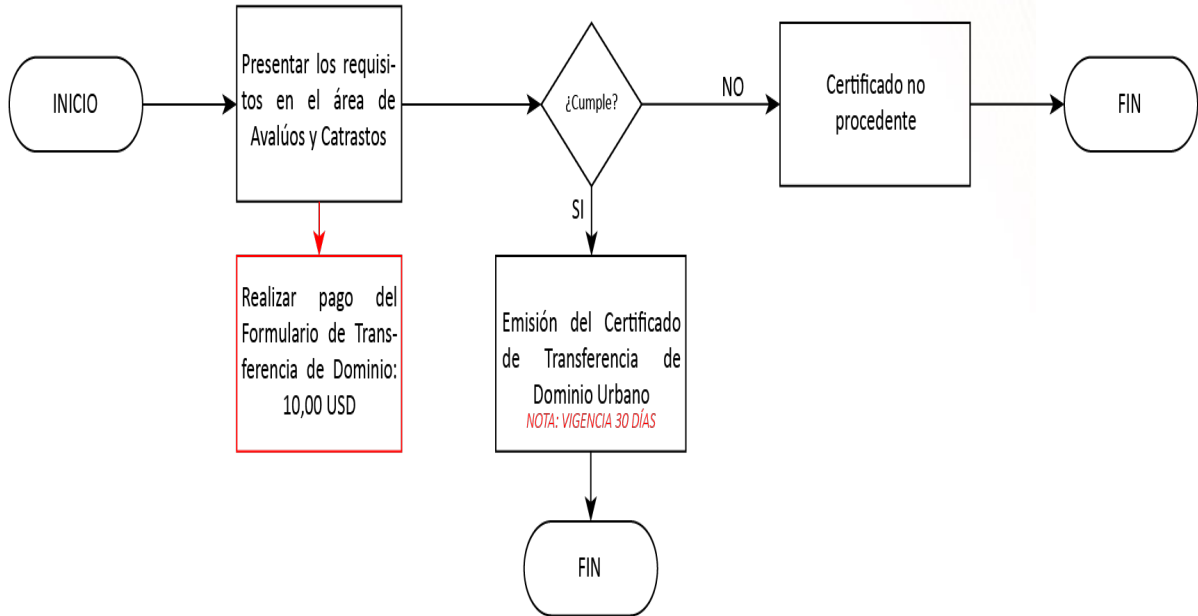 INICIO
Presentar los requisi-
tos en el área de
Avalúos y Catrastos
¿Cumple?
NO
Certificado no
procedente
FIN
SI
Realizar pago del
Formulario de Trans-
ferencia de Dominio:
10,00 USD
Emisión del Certificado
de Transferencia de
Dominio Urbano
NOTA: VIGENCIA 30 DÍAS
FIN